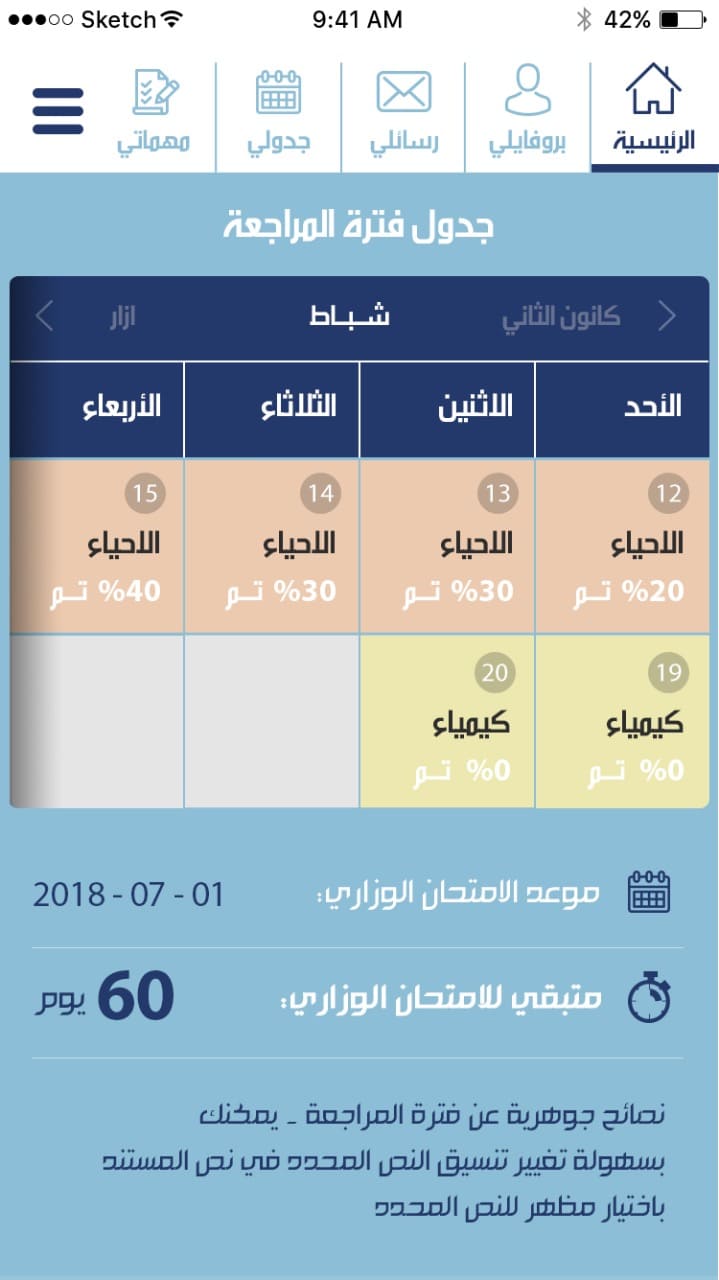 Sketch 9:41 AM 42%
الرئيسية بروفايلي رسائلي جدولي مهماتي
جدول فترة المراجعة
كانون الثاني شباط ازار
الأحد الاثنين الثلاثاء الأربعاء
12 13 14 15
الاحياء الاحياء الاحياء الاحياء
%20 تم %30 تم %30 تم %40 تم
19 20
كيمياء كيمياء
%0 تم %0 تم
موعد الامتحان الوزاري: 2018 - 07 - 01
متبقي للامتحان الوزاري: 60 يوم
نصائح جوهرية عن فترة المراجعة - يمكنك
بسهولة تغيير تنسيق النص المحدد في نص المستند
باختيار مظهر للنص المحدد